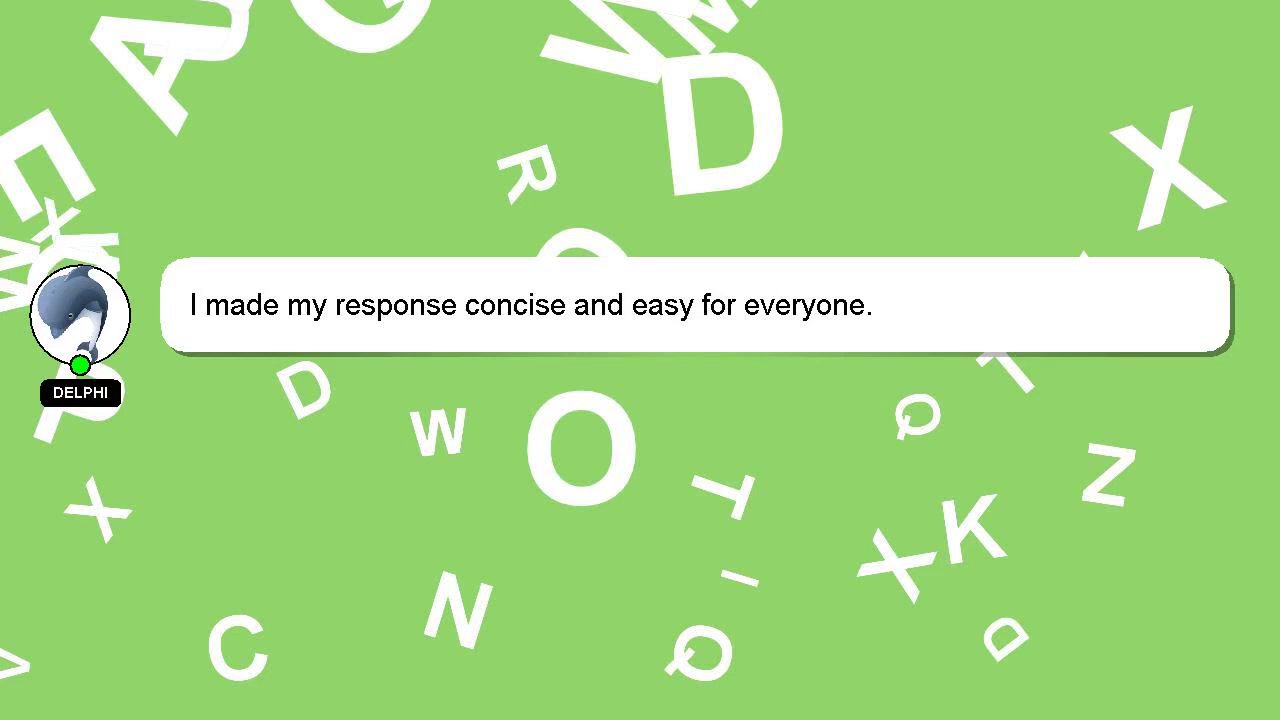 I made my response concise and easy for everyone.
DELPHI
A
G
D
R
X
E
X
D
W
O
T
Q
T
Z
X
K
X
I
N
C
Q
D